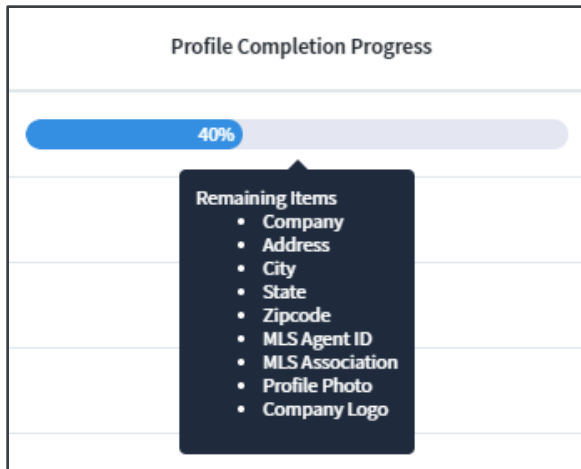 Profile Completion Progress
40%
Remaining Items
• Company
• Address
• City
• State
• Zipcode
• MLS Agent ID
• MLS Association
• Profile Photo
• Company Logo